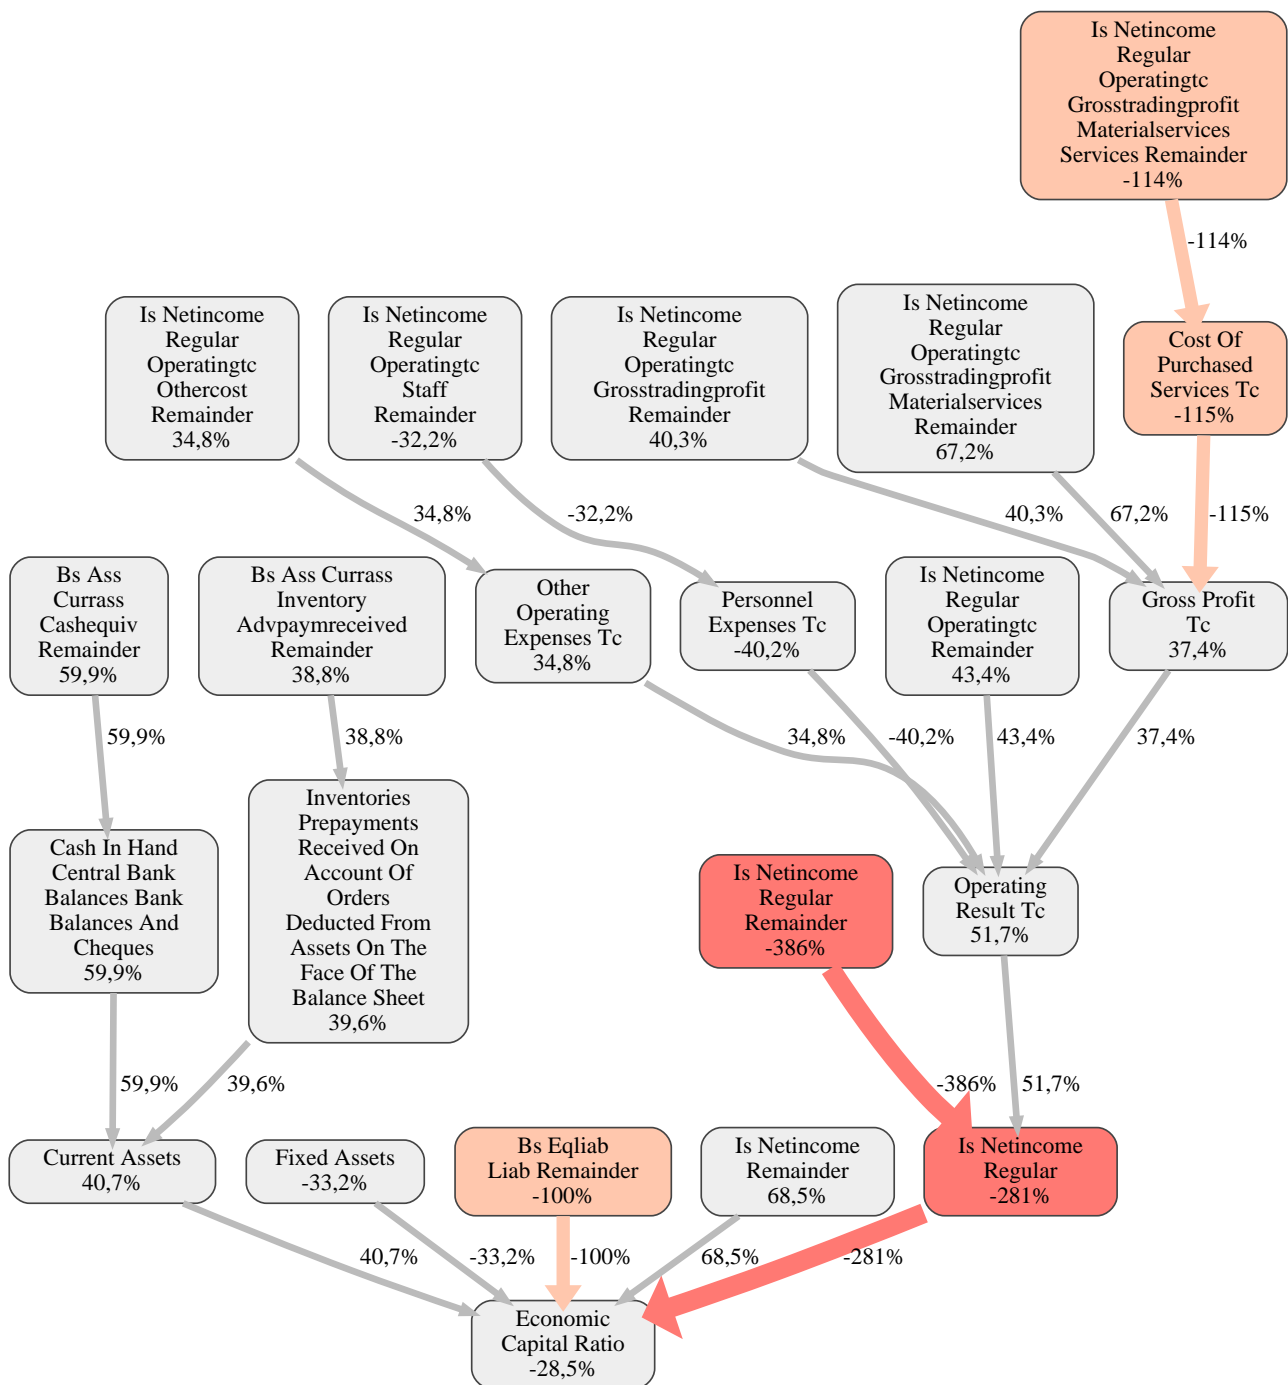 Is Netincome
Regular
Operatingtc
Grosstradingprofit
Materialservices
Services Remainder
-114%
-114%
Is Netincome
Regular
Operatingtc
Othercost
Remainder
34,8%
Is Netincome
Regular
Operatingtc
Staff
Remainder
-32,2%
Is Netincome
Regular
Operatingtc
Grosstradingprofit
Remainder
40,3%
Is Netincome
Regular
Operatingtc
Grosstradingprofit
Materialservices
Remainder
67,2%
Cost Of
Purchased
Services Tc
-115%
34,8%
-32,2%
40,3%
67,2%
-115%
Bs Ass
Currass
Cashequiv
Remainder
59,9%
Bs Ass Currass
Inventory
Advpaymreceived
Remainder
38,8%
Other
Operating
Expenses Tc
34,8%
Personnel
Expenses Tc
-40,2%
Is Netincome
Regular
Operatingtc
Remainder
43,4%
Gross Profit
Tc
37,4%
59,9%
38,8%
34,8%
-40,2%
43,4%
37,4%
Cash In Hand
Central Bank
Balances Bank
Balances And
Cheques
59,9%
Inventories
Prepayments
Received On
Account Of
Orders
Deducted From
Assets On The
Face Of The
Balance Sheet
39,6%
Is Netincome
Regular
Remainder
-386%
Operating
Result Tc
51,7%
59,9%
39,6%
-386%
51,7%
Current Assets
40,7%
Fixed Assets
-33,2%
Bs Eqliab
Liab Remainder
-100%
Is Netincome
Remainder
68,5%
Is Netincome
Regular
-281%
40,7%
-33,2%
-100%
68,5%
-281%
Economic
Capital Ratio
-28,5%